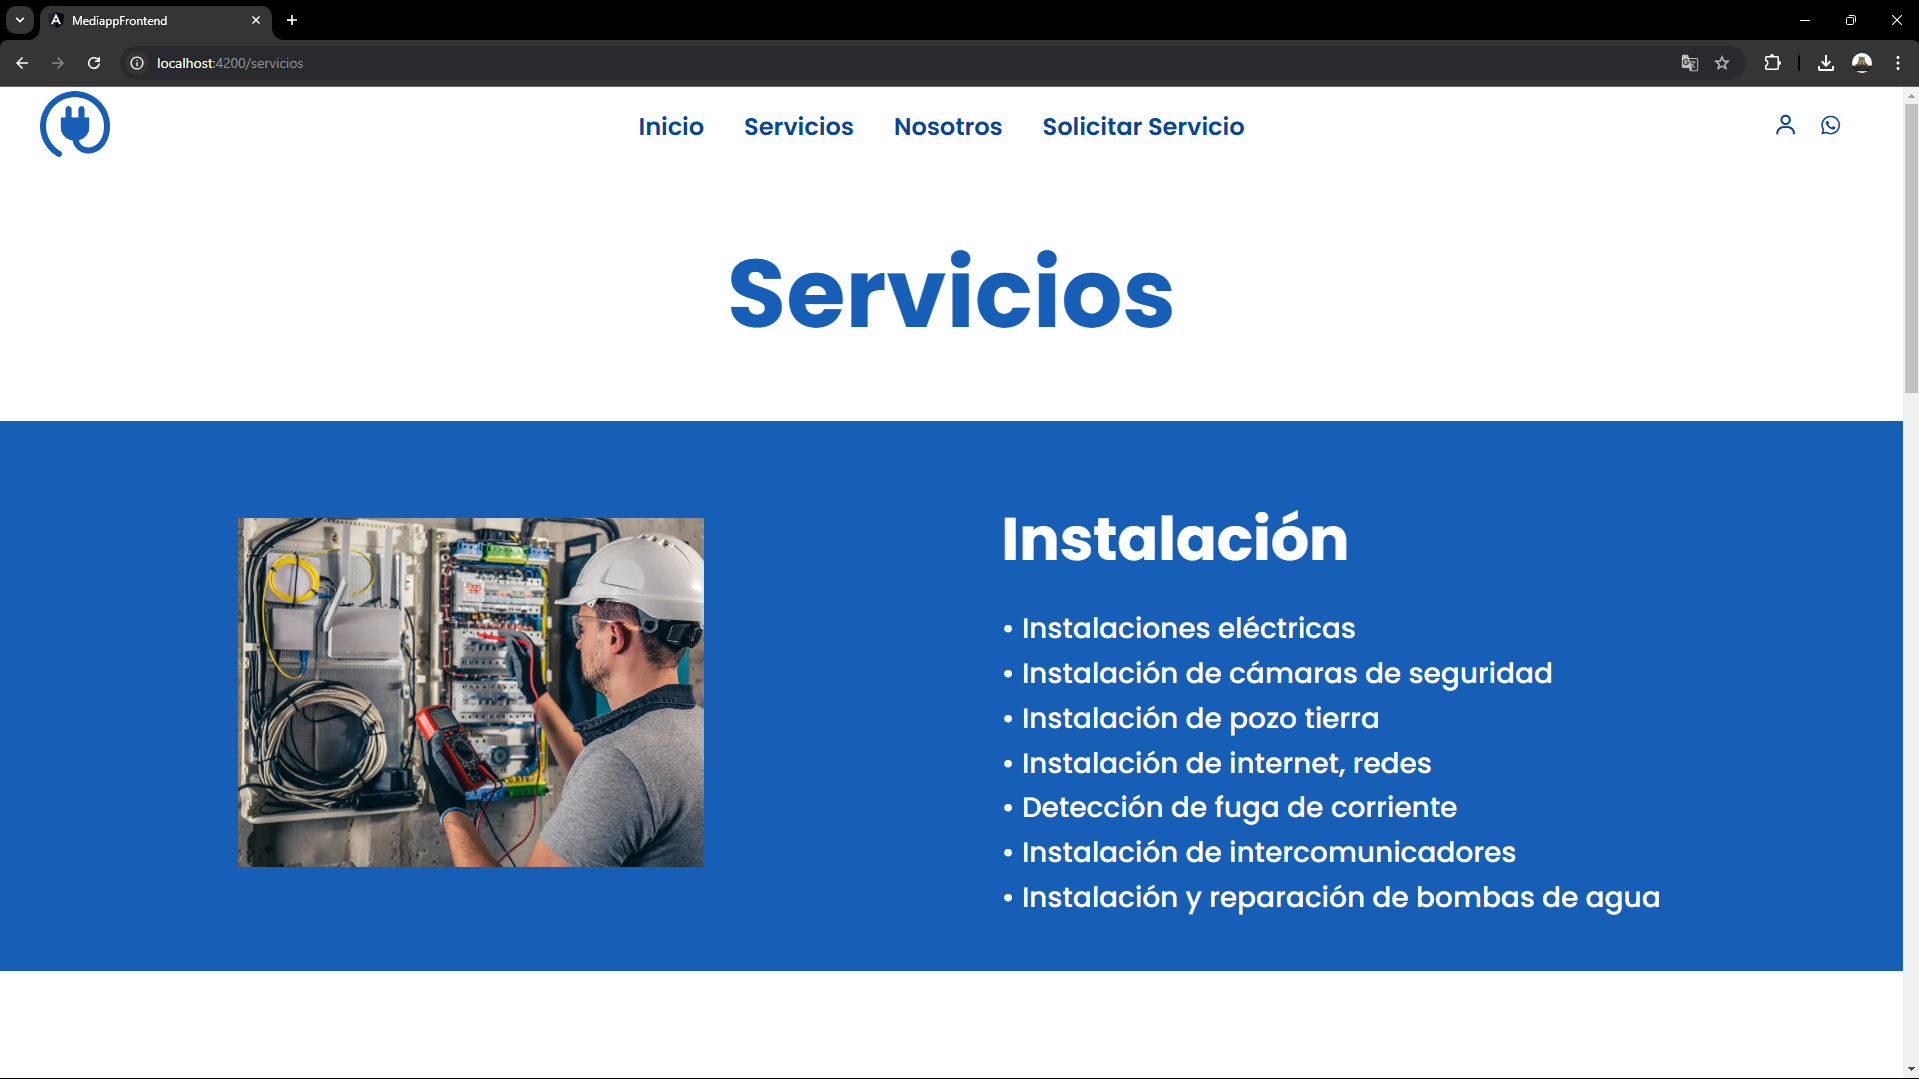 MediappFrontend
localhost:4200/servicios
Inicio Servicios Nosotros Solicitar Servicio
Servicios
Instalación
• Instalaciones eléctricas
• Instalación de cámaras de seguridad
• Instalación de pozo tierra
• Instalación de internet, redes
• Detección de fuga de corriente
• Instalación de intercomunicadores
• Instalación y reparación de bombas de agua